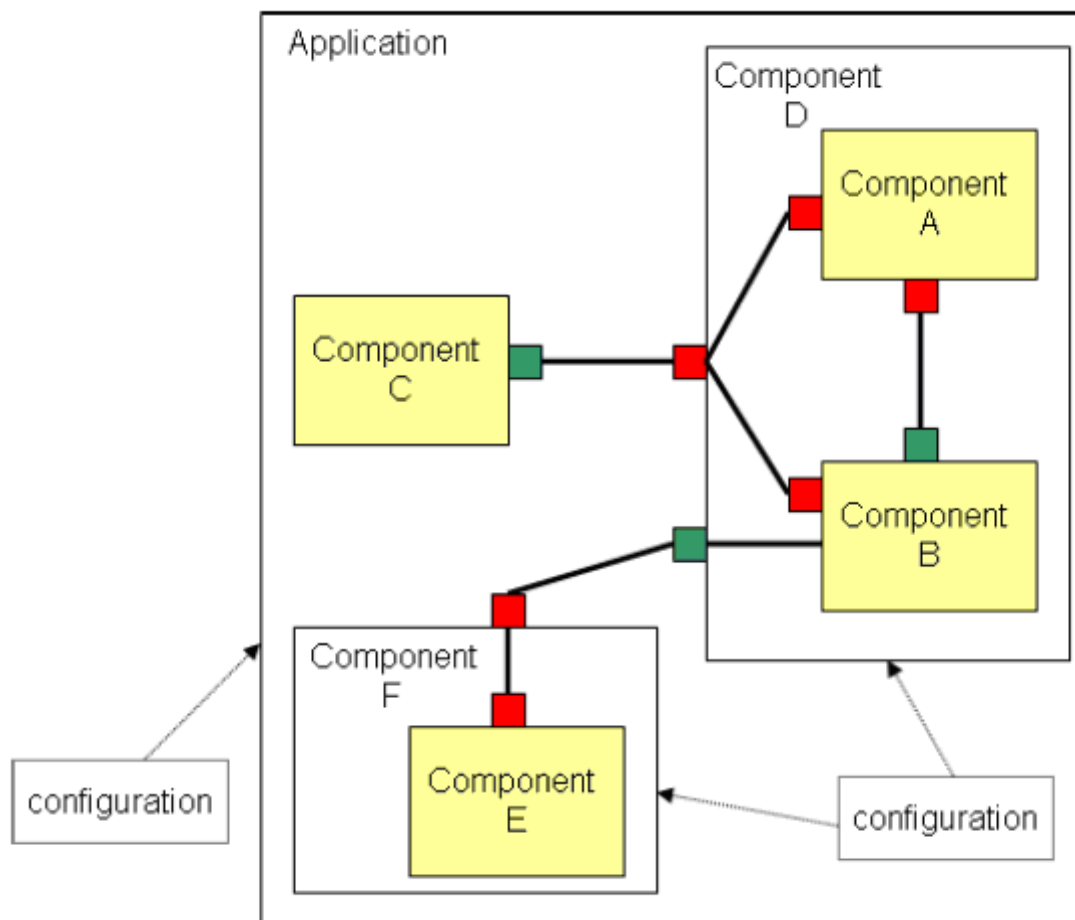 Application
Component
D
Component
A
Component
C
Component
B
Component
F
Component
E
configuration
configuration